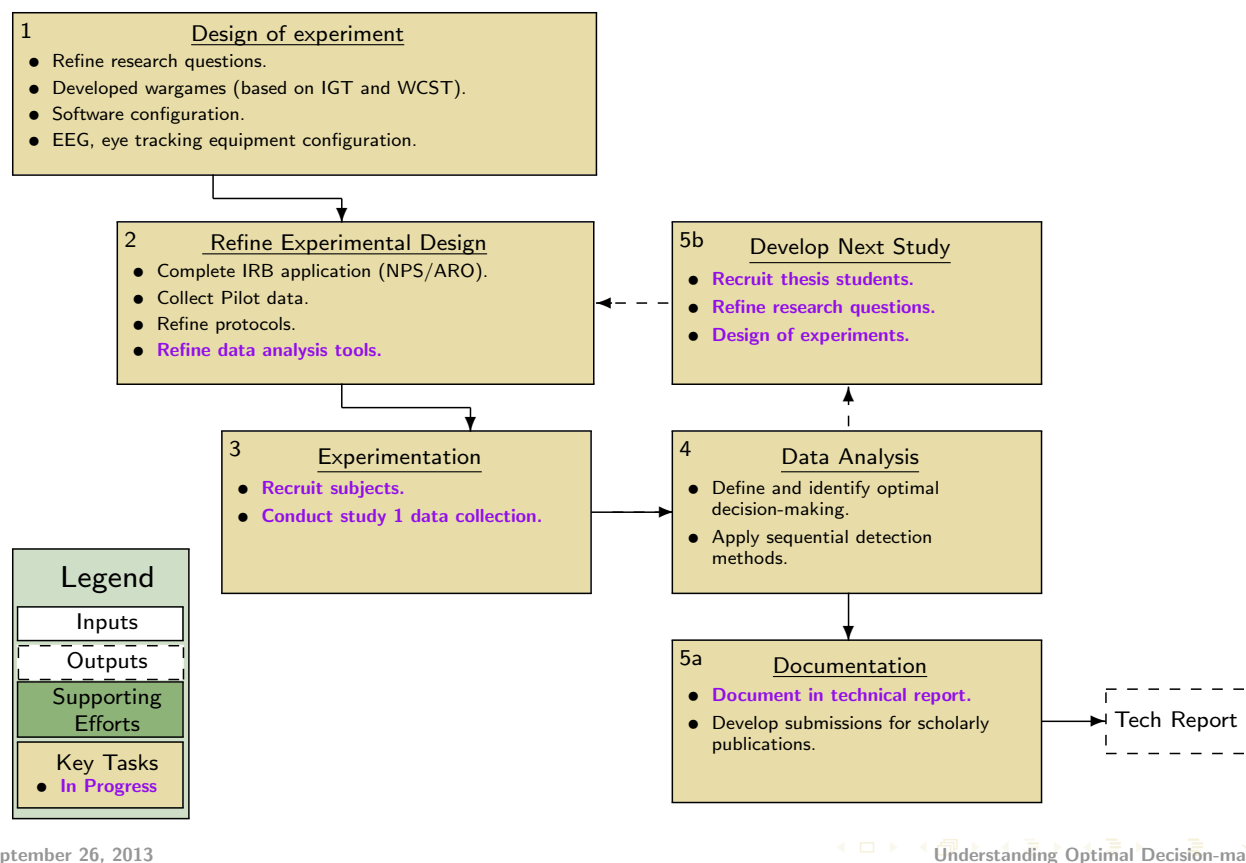 1
Design of experiment
● Refine research questions.
● Developed wargames (based on IGT and WCST).
● Software configuration.
● EEG, eye tracking equipment configuration.
2
Refine Experimental Design
● Complete IRB application (NPS/ARO).
● Collect Pilot data.
● Refine protocols.
● Refine data analysis tools.
5b
Develop Next Study
● Recruit thesis students.
● Refine research questions.
● Design of experiments.
3
Experimentation
● Recruit subjects.
● Conduct study 1 data collection.
4
Data Analysis
● Define and identify optimal
decision-making.
● Apply sequential detection
methods.
5a
Documentation
● Document in technical report.
● Develop submissions for scholarly
publications.
Tech Report
Legend
Inputs
Outputs
Supporting
Efforts
Key Tasks
● In Progress
ptember 26, 2013
Understanding Optimal Decision-ma